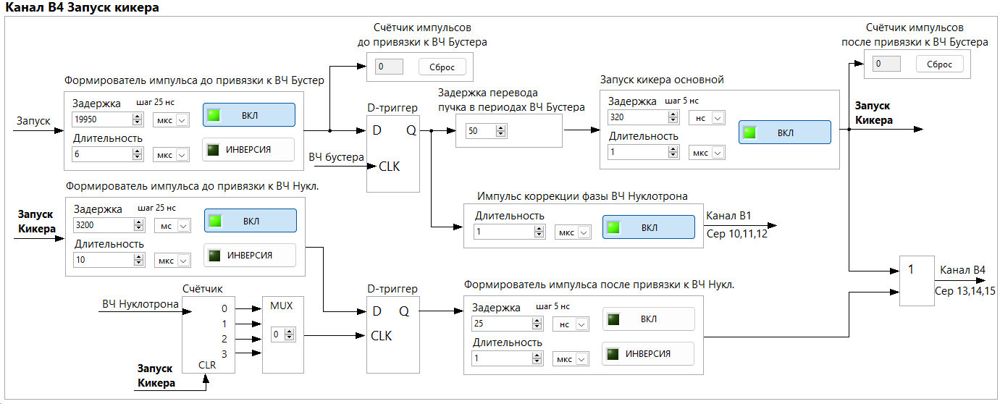 Канал В4 Запуск кикера
Счётчик импульсов
до привязки к ВЧ Бустера
0
Сброс
Счётчик импульсов
после привязки к ВЧ Бустера
0
Сброс
Формирователь импульса до привязки к ВЧ Бустер
Запуск
Задержка шаг 25 нс
19950 мкс
ВКЛ
Длительность
6 мкс
ИНВЕРСИЯ
D-триггер
D Q
ВЧ бустера
CLK
Задержка перевода
пучка в периодах ВЧ Бустера
50
Запуск кикера основной
Задержка шаг 5 нс
320 нс
ВКЛ
Длительность
1 мкс
Запуск
Кикера
Формирователь импульса до привязки к ВЧ Нукл.
Запуск
Кикера
Задержка шаг 25 нс
3200 мс
ВКЛ
Длительность
10 мкс
ИНВЕРСИЯ
Импульс коррекции фазы ВЧ Нуклотрона
Длительность
1 мкс
ВКЛ
Канал В1
Сер 10,11,12
Счётчик
ВЧ Нуклотрона
0
1
2
3
CLR
Запуск
Кикера
MUX
0
D-триггер
D Q
CLK
Формирователь импульса после привязки к ВЧ Нукл.
Задержка шаг 5 нс
25 нс
ВКЛ
Длительность
1 мкс
ИНВЕРСИЯ
1
Канал В4
Сер 13,14,15